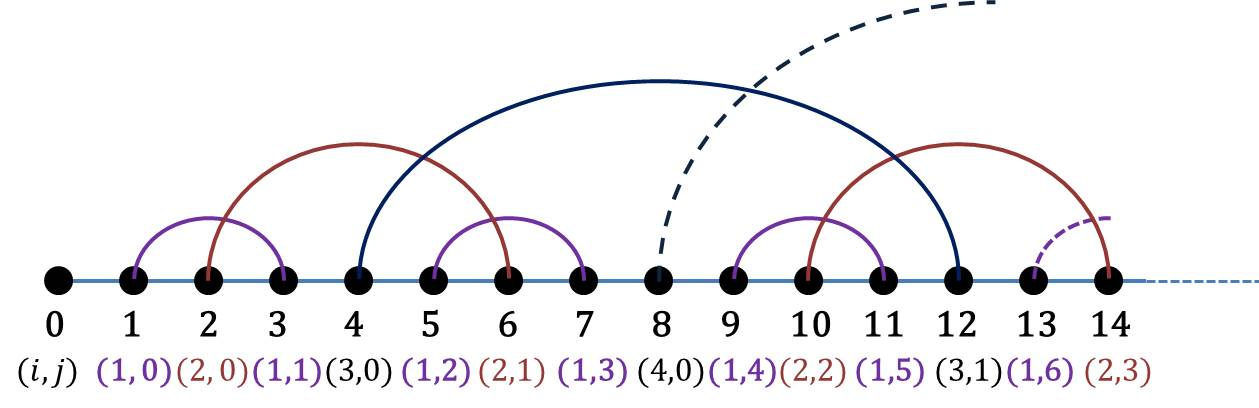 0 1 2 3 4 5 6 7 8 9 10 11 12 13 14
(i, j) (1, 0) (2, 0) (1, 1) (3,0) (1, 2) (2, 1) (1, 3) (4,0) (1, 4) (2, 2) (1, 5) (3,1) (1, 6) (2, 3)